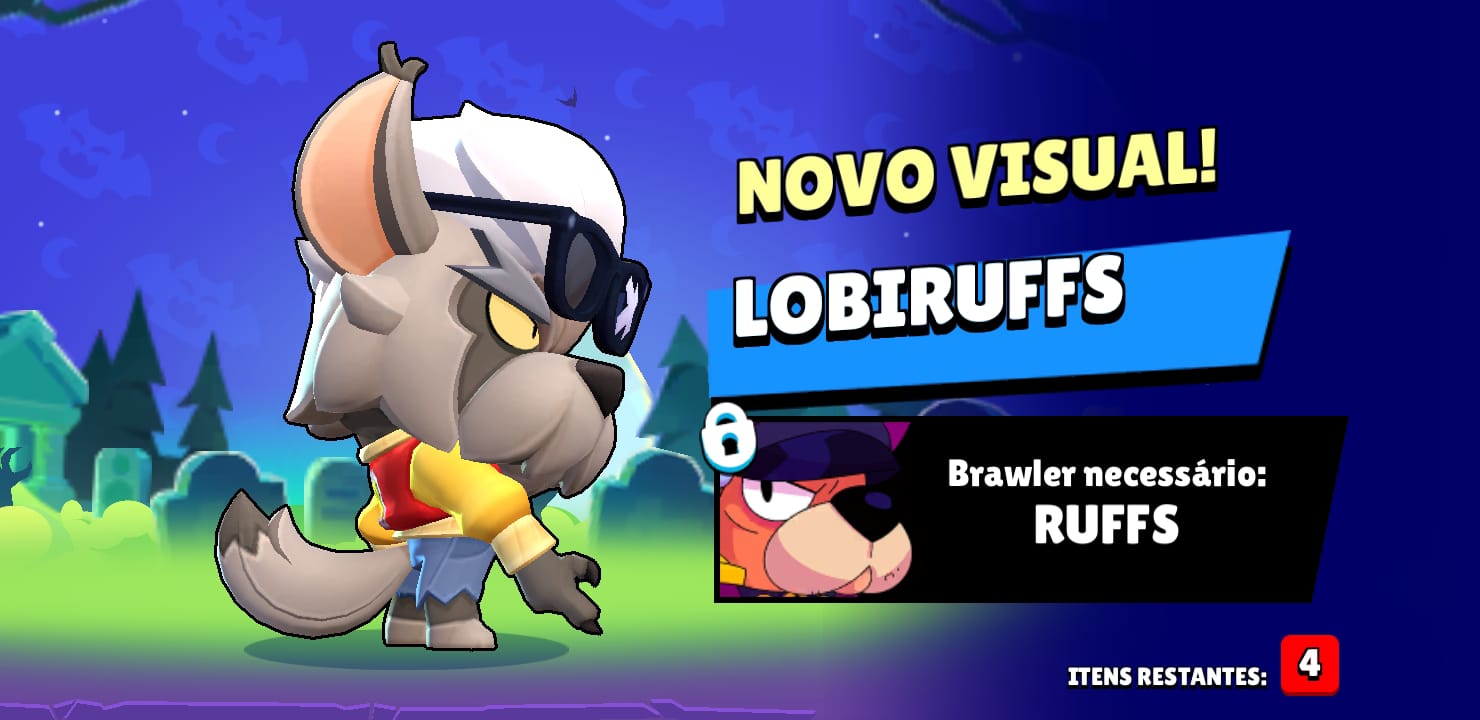 NOVO VISUAL!
LOBIRUFFS
Brawler necessário:
RUFFS
ITENS RESTANTES: 4